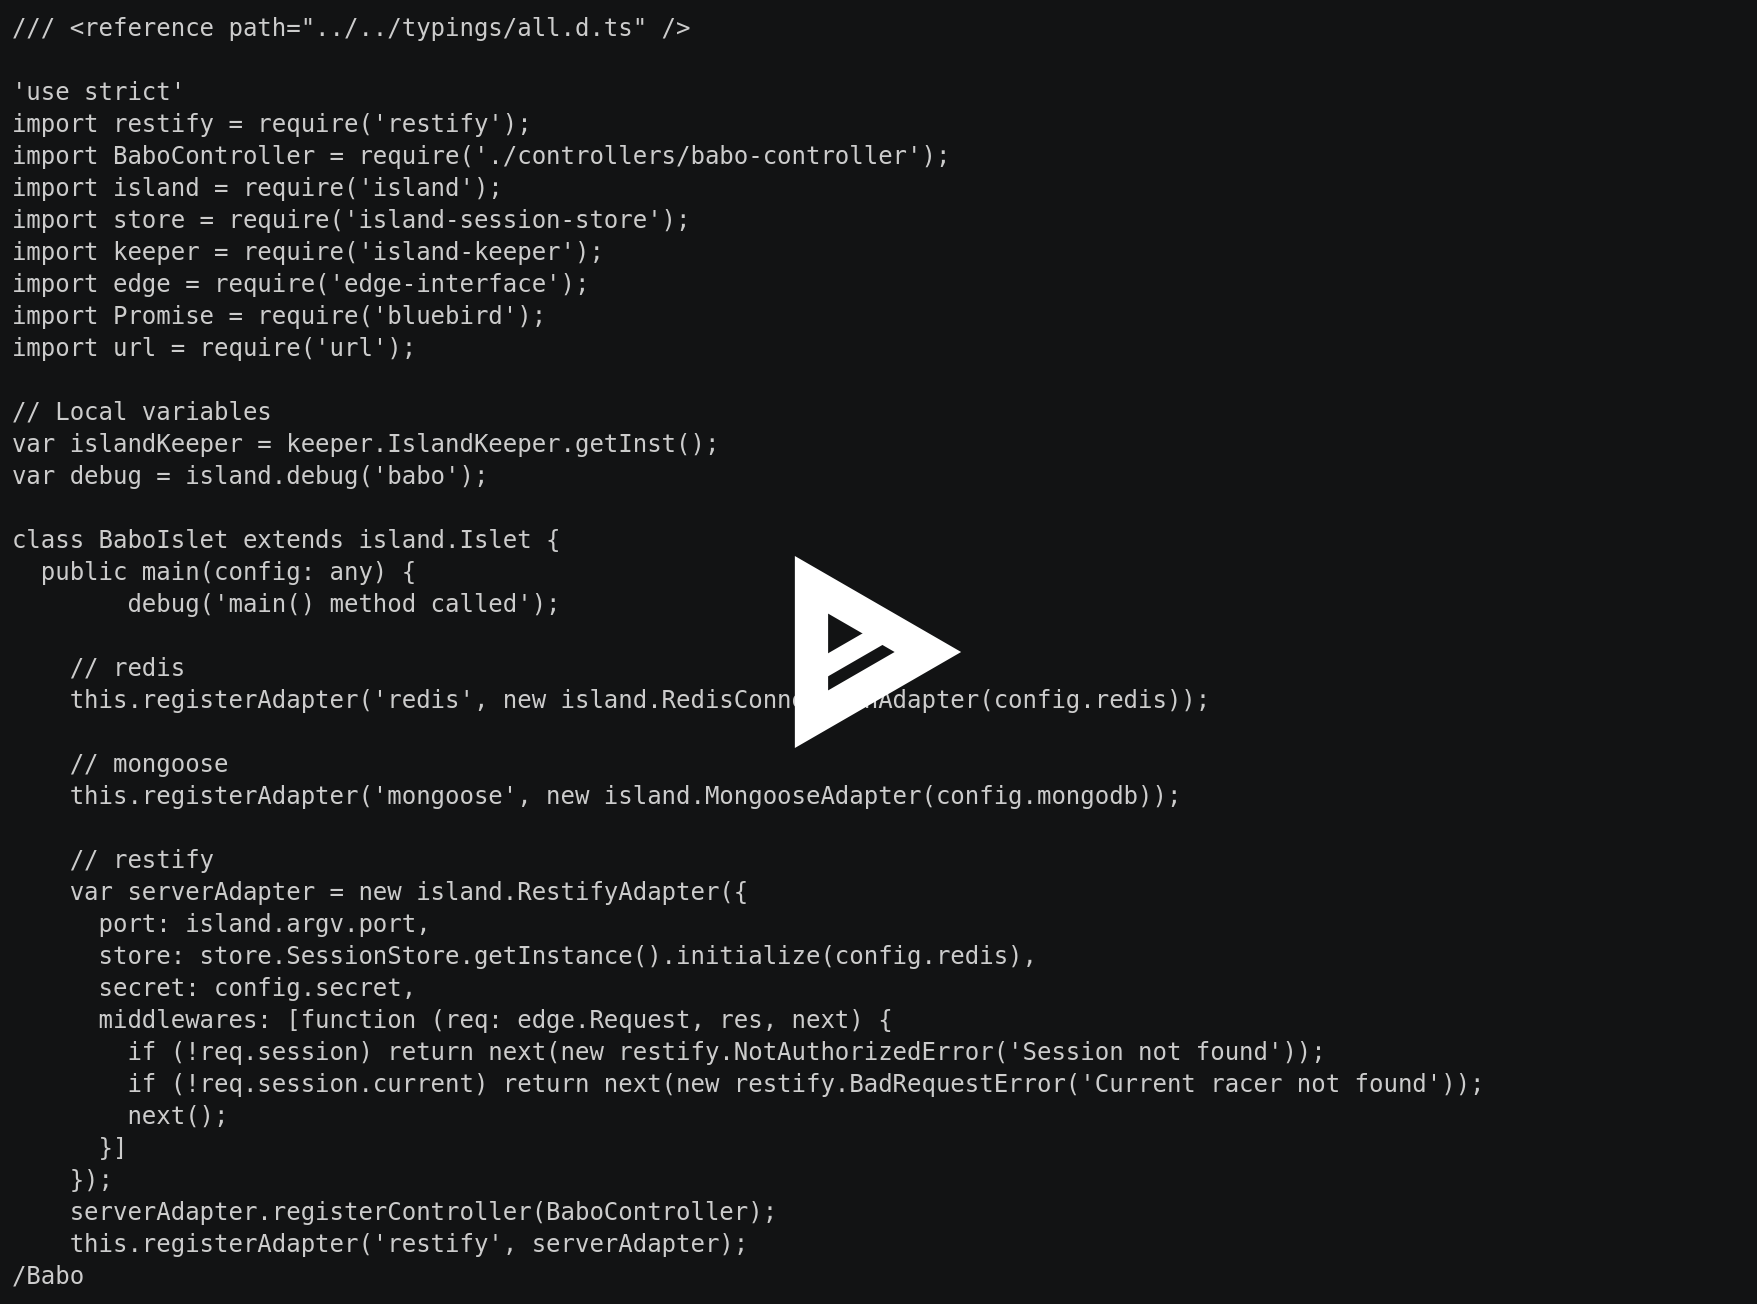 /// <reference path="../../typings/all.d.ts" />
'use strict'
import restify = require('restify');
import BaboController = require('./controllers/babo-controller');
import island = require('island');
import store = require('island-session-store');
import keeper = require('island-keeper');
import edge = require('edge-interface');
import Promise = require('bluebird');
import url = require('url');
// Local variables
var islandKeeper = keeper.IslandKeeper.getInst();
var debug = island.debug('babo');
class BaboIslet extends island.Islet {
  public main(config: any) {
        debug('main() method called');
    // redis
    this.registerAdapter('redis', new Adapter(config.redis));
    // mongoose
    this.registerAdapter('mongoose', new island.MongooseAdapter(config.mongodb));
    // restify
    var serverAdapter = new island.RestifyAdapter({
      port: island.argv.port,
      store: store.SessionStore.getInstance().initialize(config.redis),
      secret: config.secret,
      middlewares: [function (req: edge.Request, res, next) {
        if (!req.session) return next(new restify.NotAuthorizedError('Session not found'));
        if (!req.session.current) return next(new restify.BadRequestError('Current racer not found'));
        next();
      }]
    });
    serverAdapter.registerController(BaboController);
    this.registerAdapter('restify', serverAdapter);
/Babo